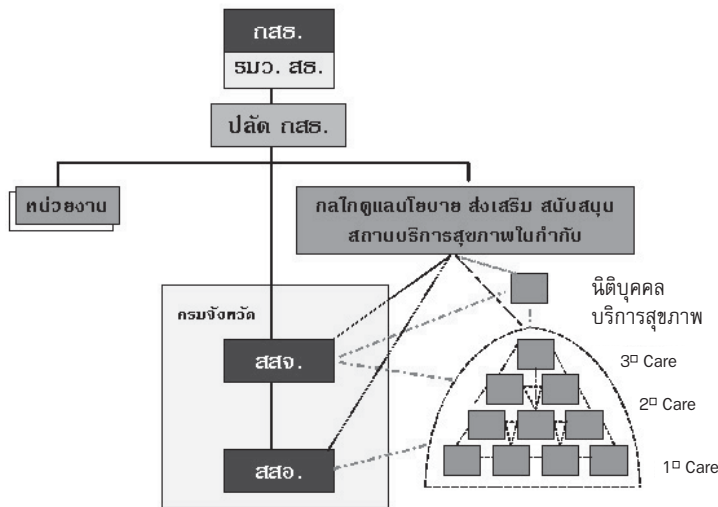 กสธ.
รมว. สธ.
ปลัด กสธ.
หน่วยงาน
กลไกดูแลนโยบาย ส่งเสริม สนับสนุน
สถานบริการสุขภาพในกำกับ
นิติบุคคล
บริการสุขภาพ
กรมจังหวัด
สสจ.
3 Care
2 Care
สสอ.
1 Care